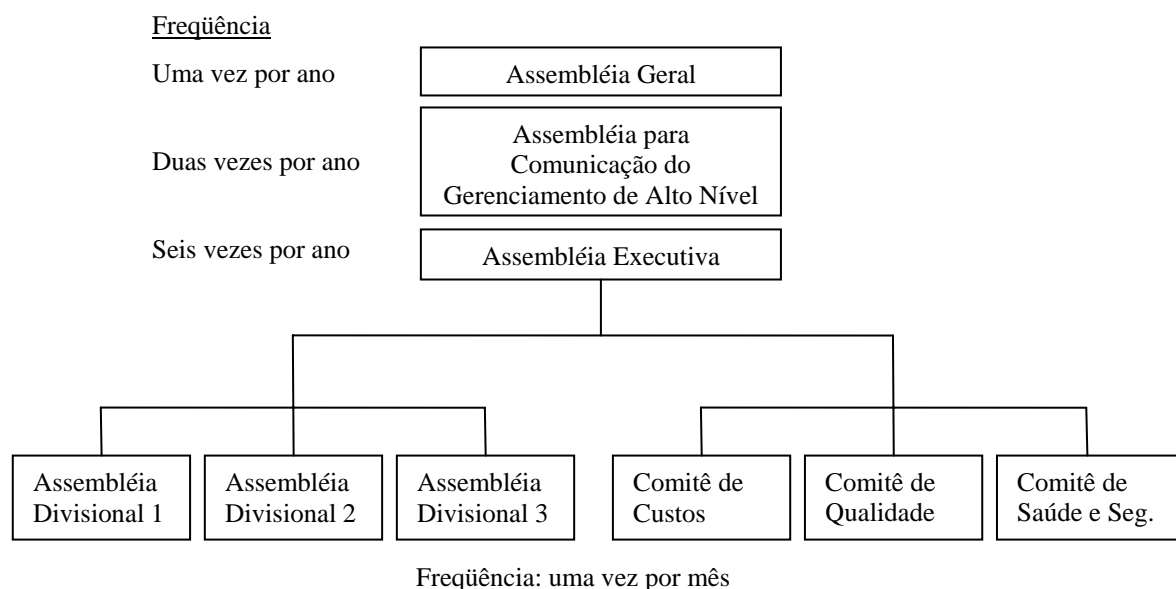 Freqüência
Uma vez por ano
Assembléia Geral
Duas vezes por ano
Assembléia para
Comunicação do
Gerenciamento de Alto Nível
Seis vezes por ano
Assembléia Executiva
Assembléia
Divisional 1
Assembléia
Divisional 2
Assembléia
Divisional 3
Comitê de
Custos
Comitê de
Qualidade
Comitê de
Saúde e Seg.
Freqüência: uma vez por mês